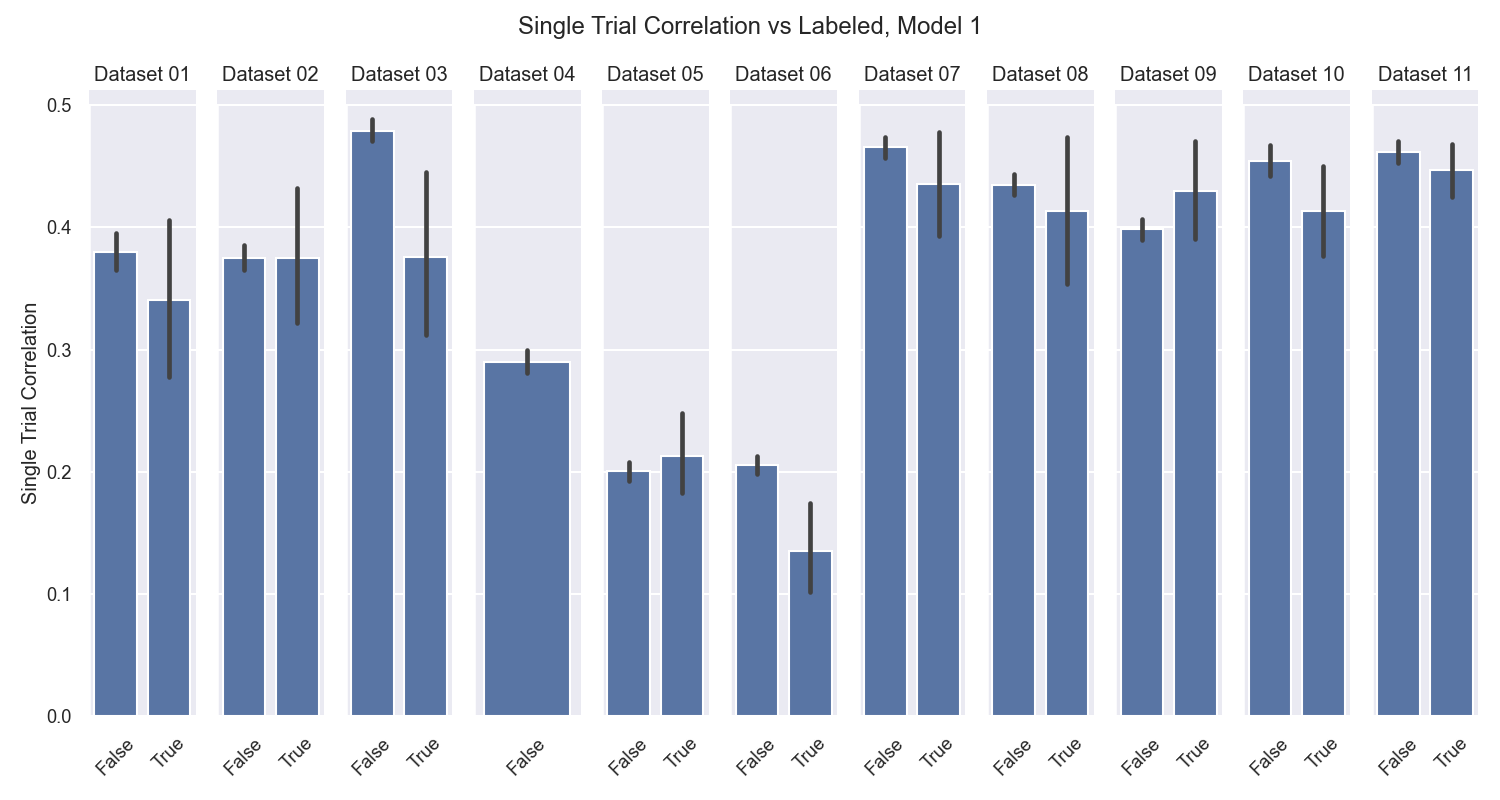 Single Trial Correlation vs Labeled, Model 1
Dataset 01 Dataset 02 Dataset 03 Dataset 04 Dataset 05 Dataset 06 Dataset 07 Dataset 08 Dataset 09 Dataset 10 Dataset 11
0.5
0.4
0.3
0.2
0.1
0.0
Single Trial Correlation
False True False True False True False False True False True False True False True False True False True False True